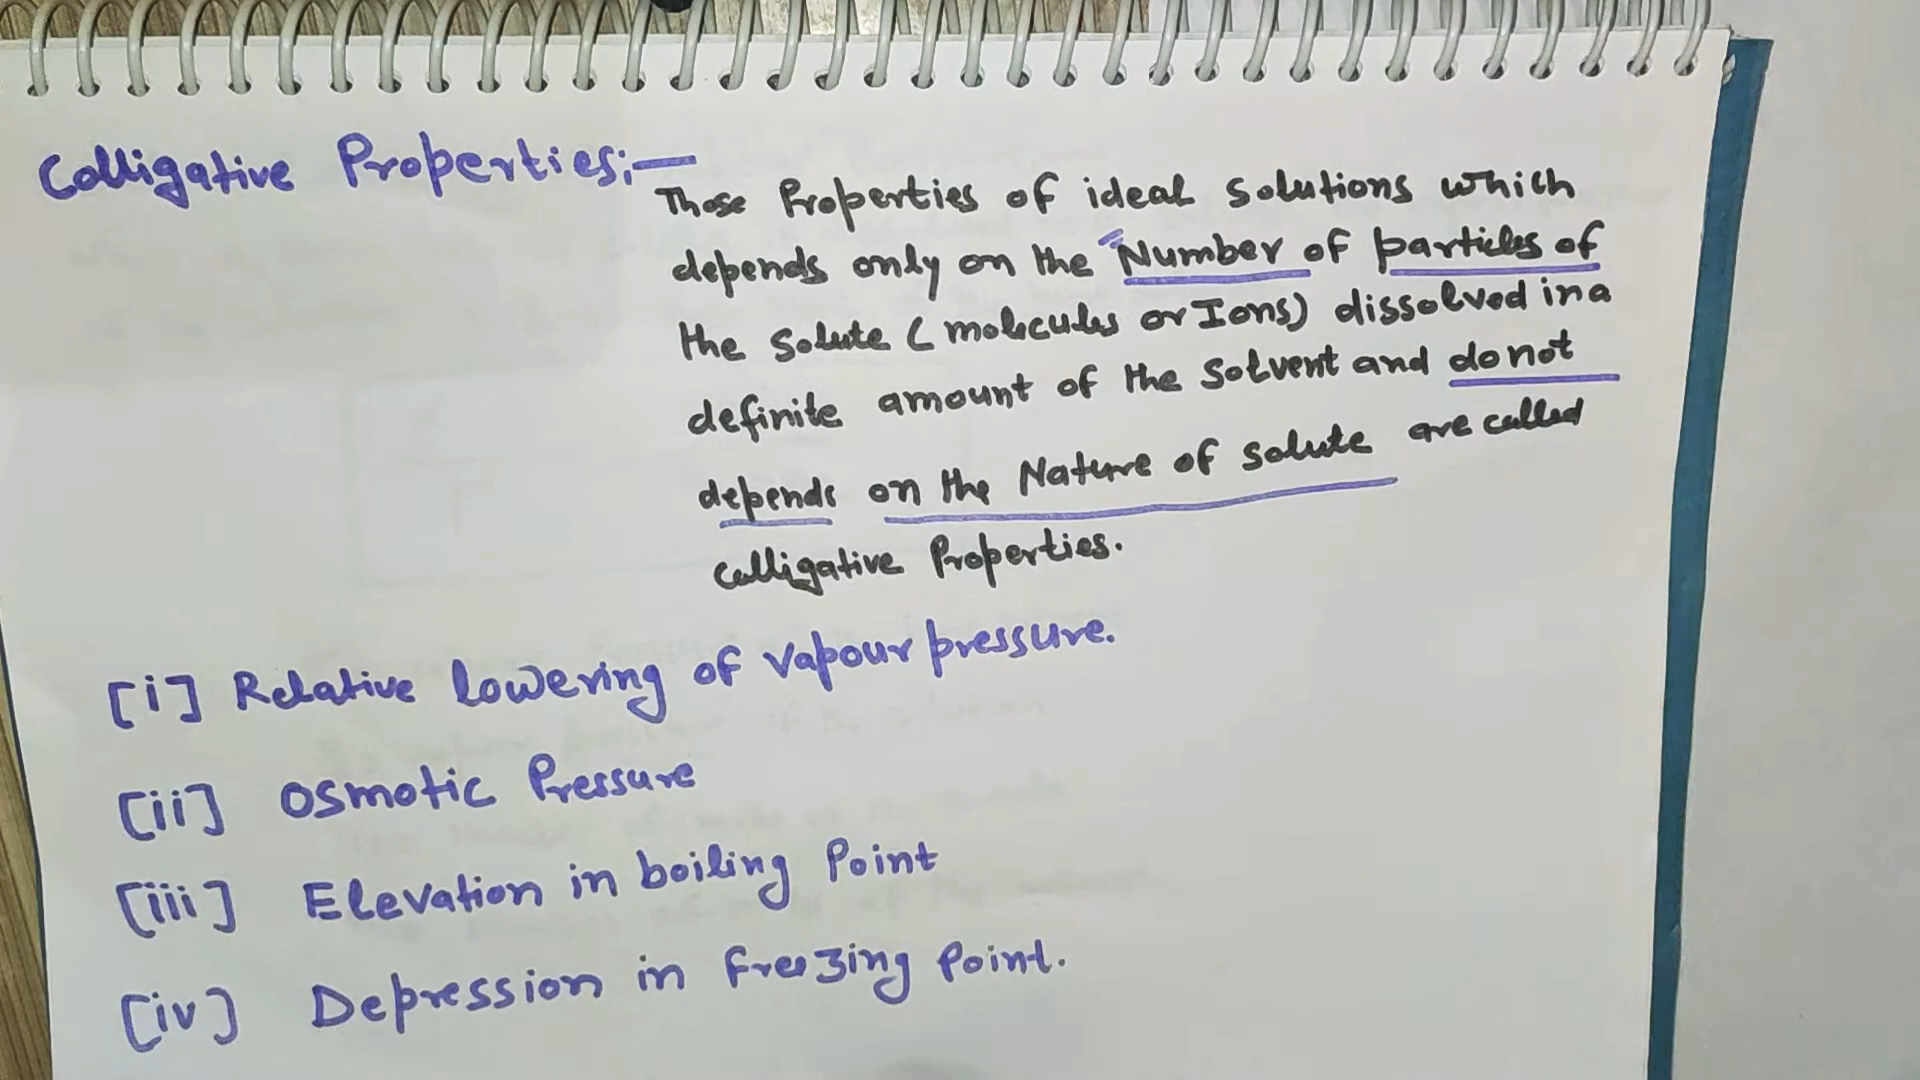 Colligative Properties:—
Those Properties of ideal solutions which
depends only on the Number of particles of
the solute (molecules or Ions) dissolved in a
definite amount of the solvent and do not
depends on the Nature of solute are called
colligative Properties.
[i] Relative lowering of vapour pressure.
[ii] Osmotic Pressure
[iii] Elevation in boiling Point
[iv] Depression in freezing Point.